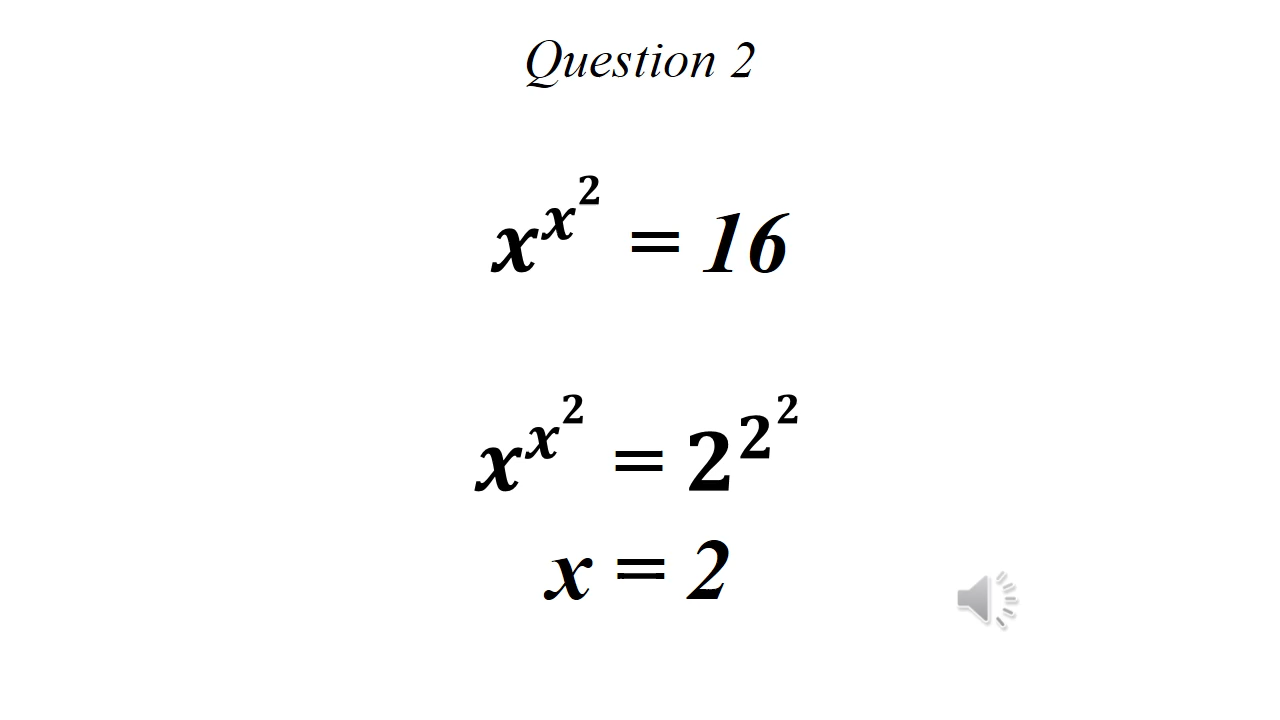 Question 2
x^{x^2} = 16
x^{x^2} = 2^{2^2}
x = 2